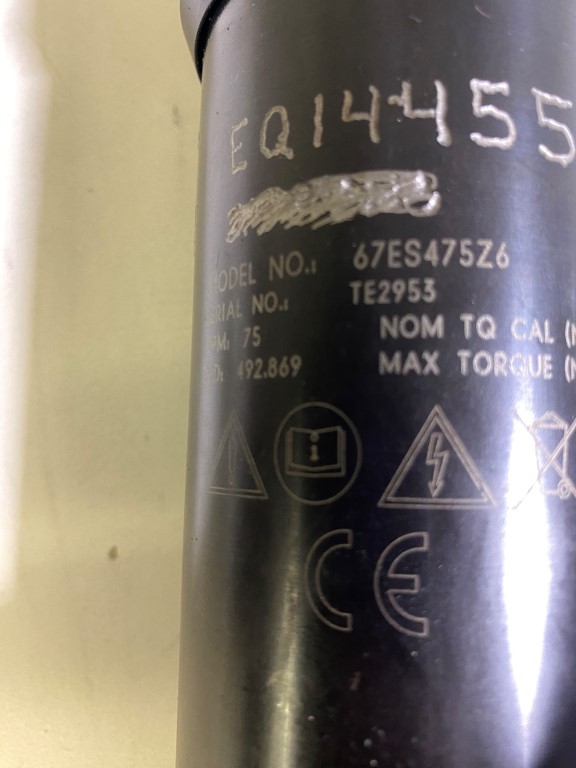 EQ14455
MODEL NO.: 67ES475Z6
SERIAL NO.: TE2953
RPM: 75 NOM TQ CAL (N
492.869 MAX TORQUE (N
i
CE